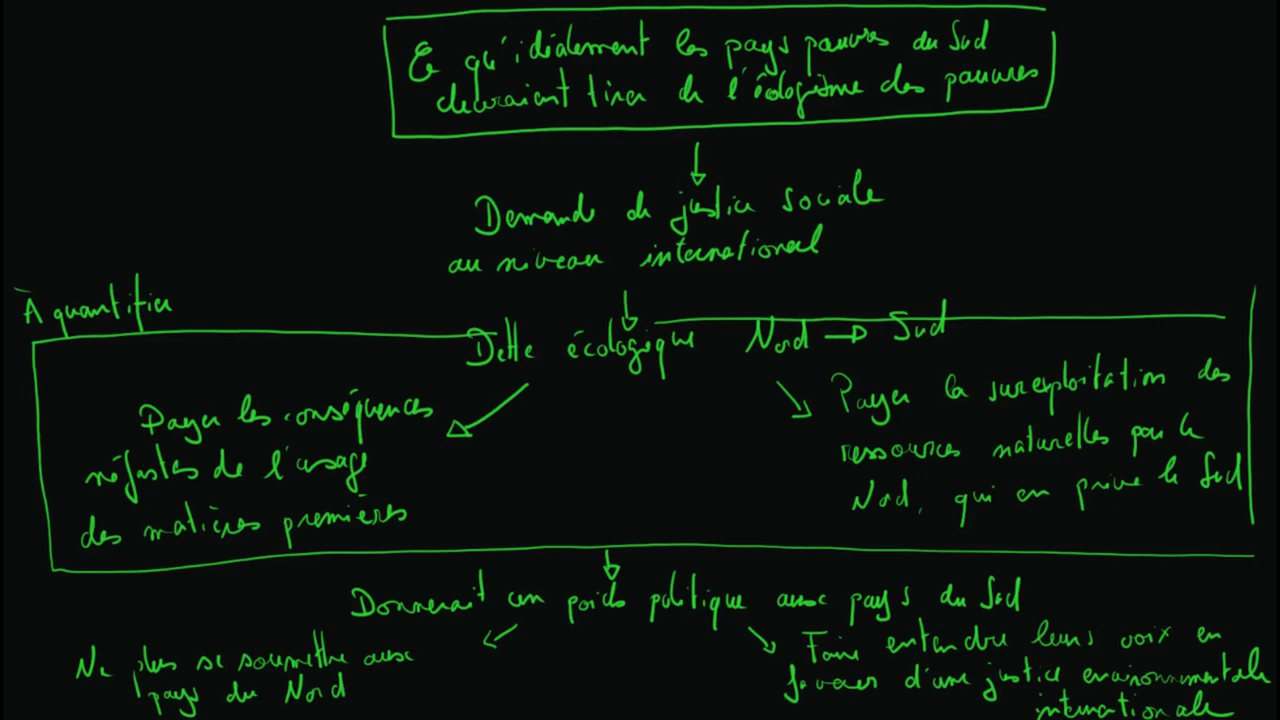 Ce qu'idéalement les pays pauvres du Sud
devraient tirer de l'écologisme des pauvres
Demande de justice sociale
au niveau international
À quantifier
Dette écologique Nord → Sud
Payer les conséquences
néfastes de l'usage
des matières premières
Payer la surexploitation des
ressources naturelles par le
Nord, qui en prive le Sud
Donnerait un poids politique aux pays du Sud
Ne plus se soumettre aux
pays du Nord
Faire entendre leurs voix en
faveur d'une justice environnementale
internationale